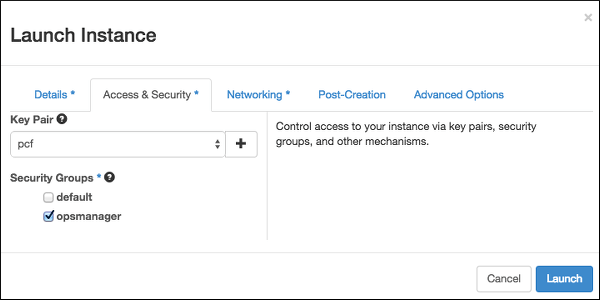 ×
Launch Instance
Details *
Access & Security *
Networking *
Post-Creation
Advanced Options
Key Pair ?
pcf
+
Security Groups * ?
default
opsmanager
Control access to your instance via key pairs, security
groups, and other mechanisms.
Cancel
Launch